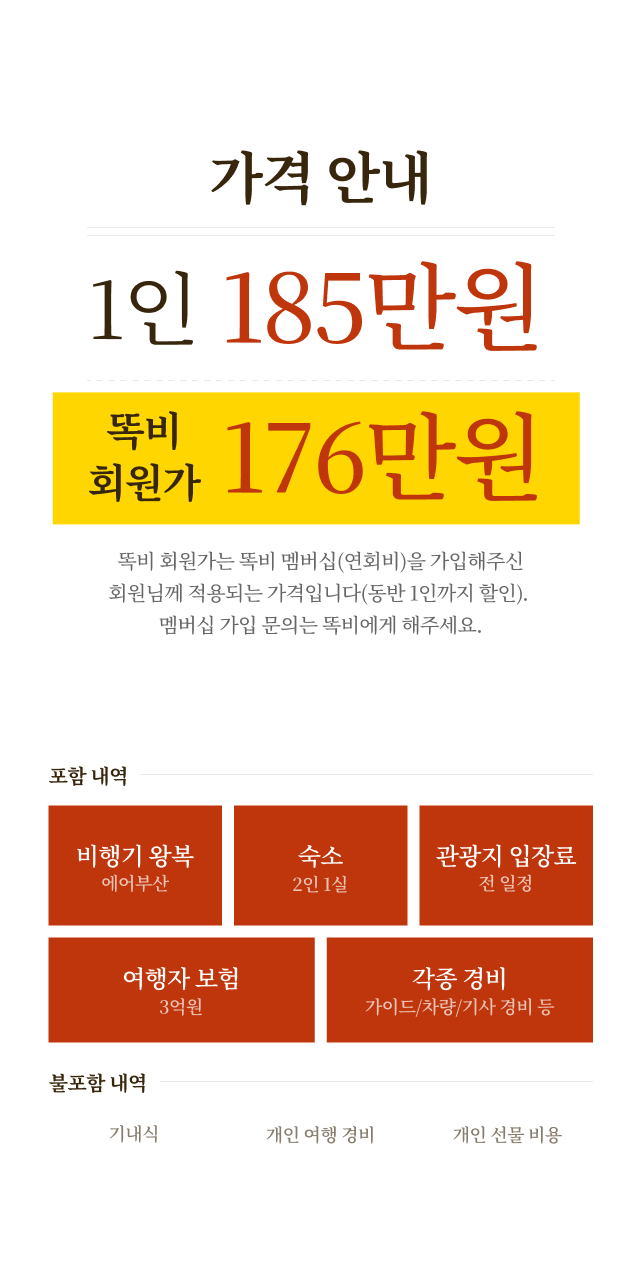 가격 안내
1인 185만원
똑비
회원가 176만원
똑비 회원가는 똑비 멤버십(연회비)을 가입해주신
회원님께 적용되는 가격입니다(동반 1인까지 할인).
멤버십 가입 문의는 똑비에게 해주세요.
포함 내역
비행기 왕복
에어부산
숙소
2인 1실
관광지 입장료
전 일정
여행자 보험
3억원
각종 경비
가이드/차량/기사 경비 등
불포함 내역
기내식
개인 여행 경비
개인 선물 비용